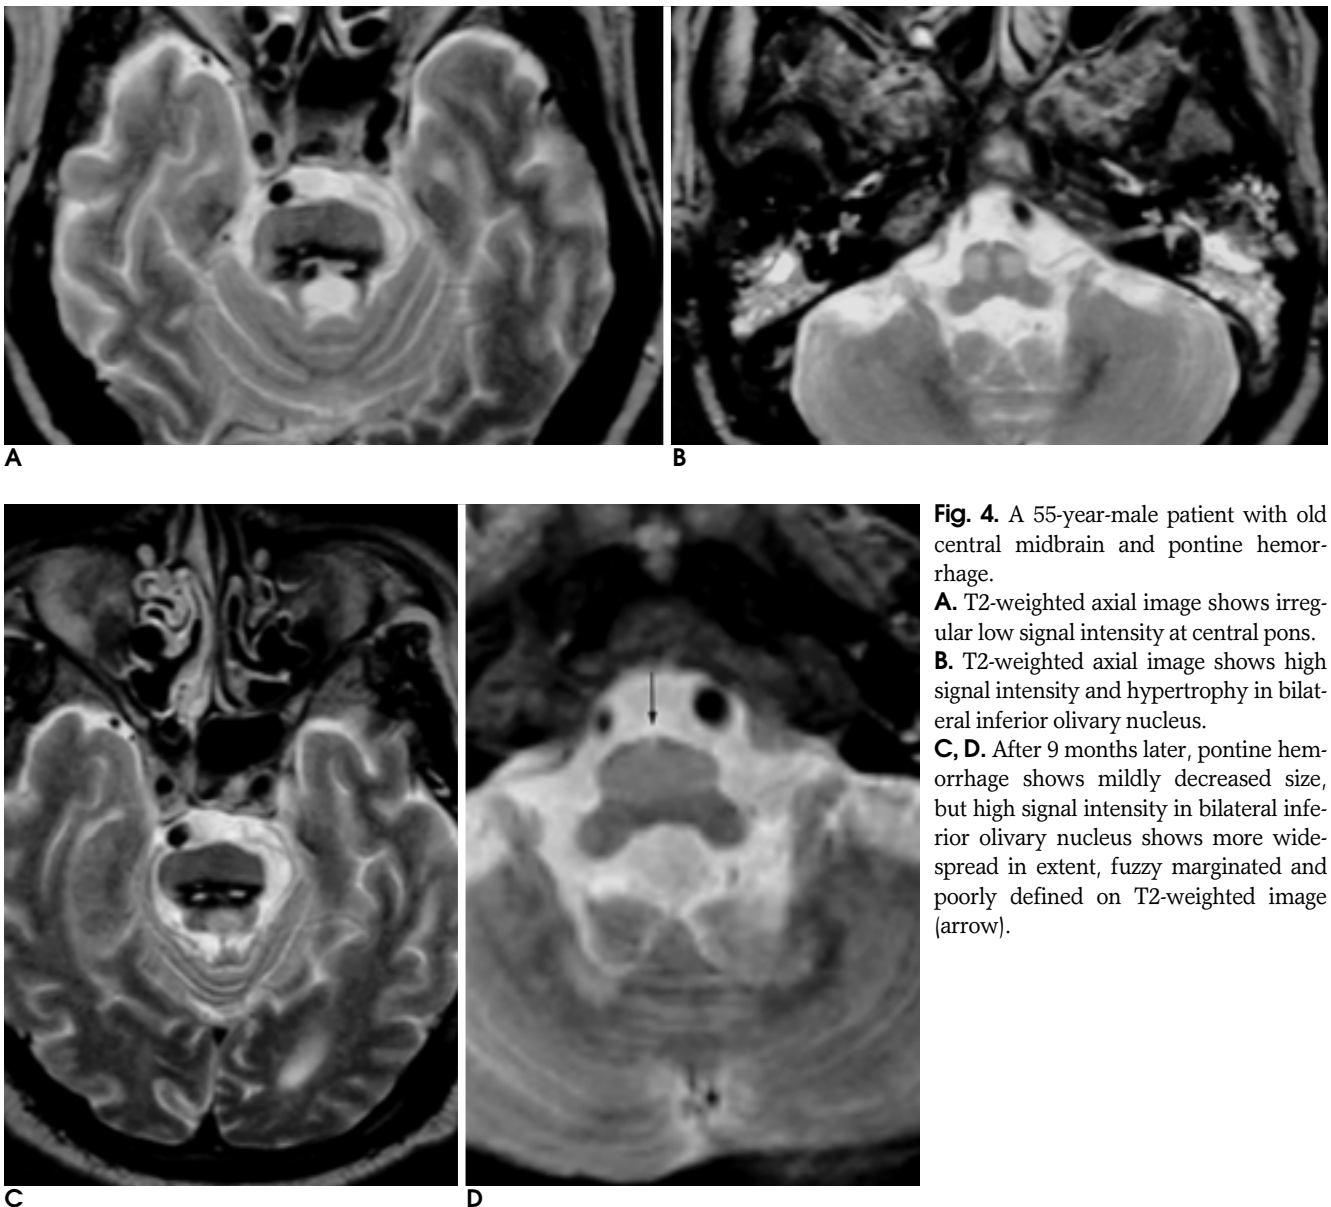 A
B
C
D
Fig. 4. A 55-year-male patient with old
central midbrain and pontine hemor-
rhage.
A. T2-weighted axial image shows irreg-
ular low signal intensity at central pons.
B. T2-weighted axial image shows high
signal intensity and hypertrophy in bilat-
eral inferior olivary nucleus.
C, D. After 9 months later, pontine hem-
orrhage shows mildly decreased size,
but high signal intensity in bilateral infe-
rior olivary nucleus shows more wide-
spread in extent, fuzzy marginated and
poorly defined on T2-weighted image
(arrow).